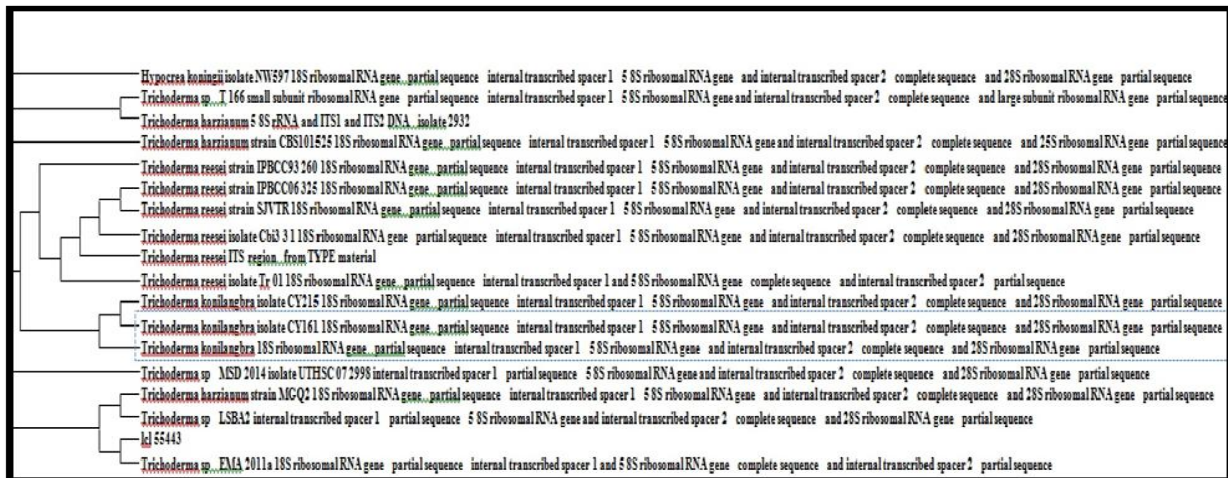 Hypocrea koningii isolate NW597 18S ribosomal RNA gene partial sequence internal transcribed spacer 1 5 8S ribosomal RNA gene and internal transcribed spacer 2 complete sequence and 28S ribosomal RNA gene partial sequence
Trichoderma sp T 166 small subunit ribosomal RNA gene partial sequence internal transcribed spacer 1 5 8S ribosomal RNA gene and internal transcribed spacer 2 complete sequence and large subunit ribosomal RNA gene partial sequence
Trichoderma harzianum 5 8S rRNA and ITS1 and ITS2 DNA isolate 2932
Trichoderma harzianum strain CBS101525 18S ribosomal RNA gene partial sequence internal transcribed spacer 1 5 8S ribosomal RNA gene and internal transcribed spacer 2 complete sequence and 25S ribosomal RNA gene partial sequence
Trichoderma reesei strain IPBCC93 260 18S ribosomal RNA gene partial sequence internal transcribed spacer 1 5 8S ribosomal RNA gene and internal transcribed spacer 2 complete sequence and 28S ribosomal RNA gene partial sequence
Trichoderma reesei strain IPBCC06 325 18S ribosomal RNA gene partial sequence internal transcribed spacer 1 5 8S ribosomal RNA gene and internal transcribed spacer 2 complete sequence and 28S ribosomal RNA gene partial sequence
Trichoderma reesei strain SJVTR 18S ribosomal RNA gene partial sequence internal transcribed spacer 1 5 8S ribosomal RNA gene and internal transcribed spacer 2 complete sequence and 28S ribosomal RNA gene partial sequence
Trichoderma reesei isolate Cbi3 3 1 18S ribosomal RNA gene partial sequence internal transcribed spacer 1 5 8S ribosomal RNA gene and internal transcribed spacer 2 complete sequence and 28S ribosomal RNA gene partial sequence
Trichoderma reesei ITS region from TYPE material
Trichoderma reesei isolate Tr 01 18S ribosomal RNA gene partial sequence internal transcribed spacer 1 and 5 8S ribosomal RNA gene complete sequence and internal transcribed spacer 2 partial sequence
Trichoderma konilangbra isolate CY215 18S ribosomal RNA gene partial sequence internal transcribed spacer 1 5 8S ribosomal RNA gene and internal transcribed spacer 2 complete sequence and 28S ribosomal RNA gene partial sequence
Trichoderma konilangbra isolate CY161 18S ribosomal RNA gene partial sequence internal transcribed spacer 1 5 8S ribosomal RNA gene and internal transcribed spacer 2 complete sequence and 28S ribosomal RNA gene partial sequence
Trichoderma konilangbra 18S ribosomal RNA gene partial sequence internal transcribed spacer 1 5 8S ribosomal RNA gene and internal transcribed spacer 2 complete sequence and 28S ribosomal RNA gene partial sequence
Trichoderma sp MSD 2014 isolate UTHSC 07 2998 internal transcribed spacer 1 partial sequence 5 8S ribosomal RNA gene and internal transcribed spacer 2 complete sequence and 28S ribosomal RNA gene partial sequence
Trichoderma harzianum strain MGQ2 18S ribosomal RNA gene partial sequence internal transcribed spacer 1 5 8S ribosomal RNA gene and internal transcribed spacer 2 complete sequence and 28S ribosomal RNA gene partial sequence
Trichoderma sp LSBA2 internal transcribed spacer 1 partial sequence 5 8S ribosomal RNA gene and internal transcribed spacer 2 complete sequence and 28S ribosomal RNA gene partial sequence
lcl 55443
Trichoderma sp EMA 2011a 18S ribosomal RNA gene partial sequence internal transcribed spacer 1 and 5 8S ribosomal RNA gene complete sequence and internal transcribed spacer 2 partial sequence